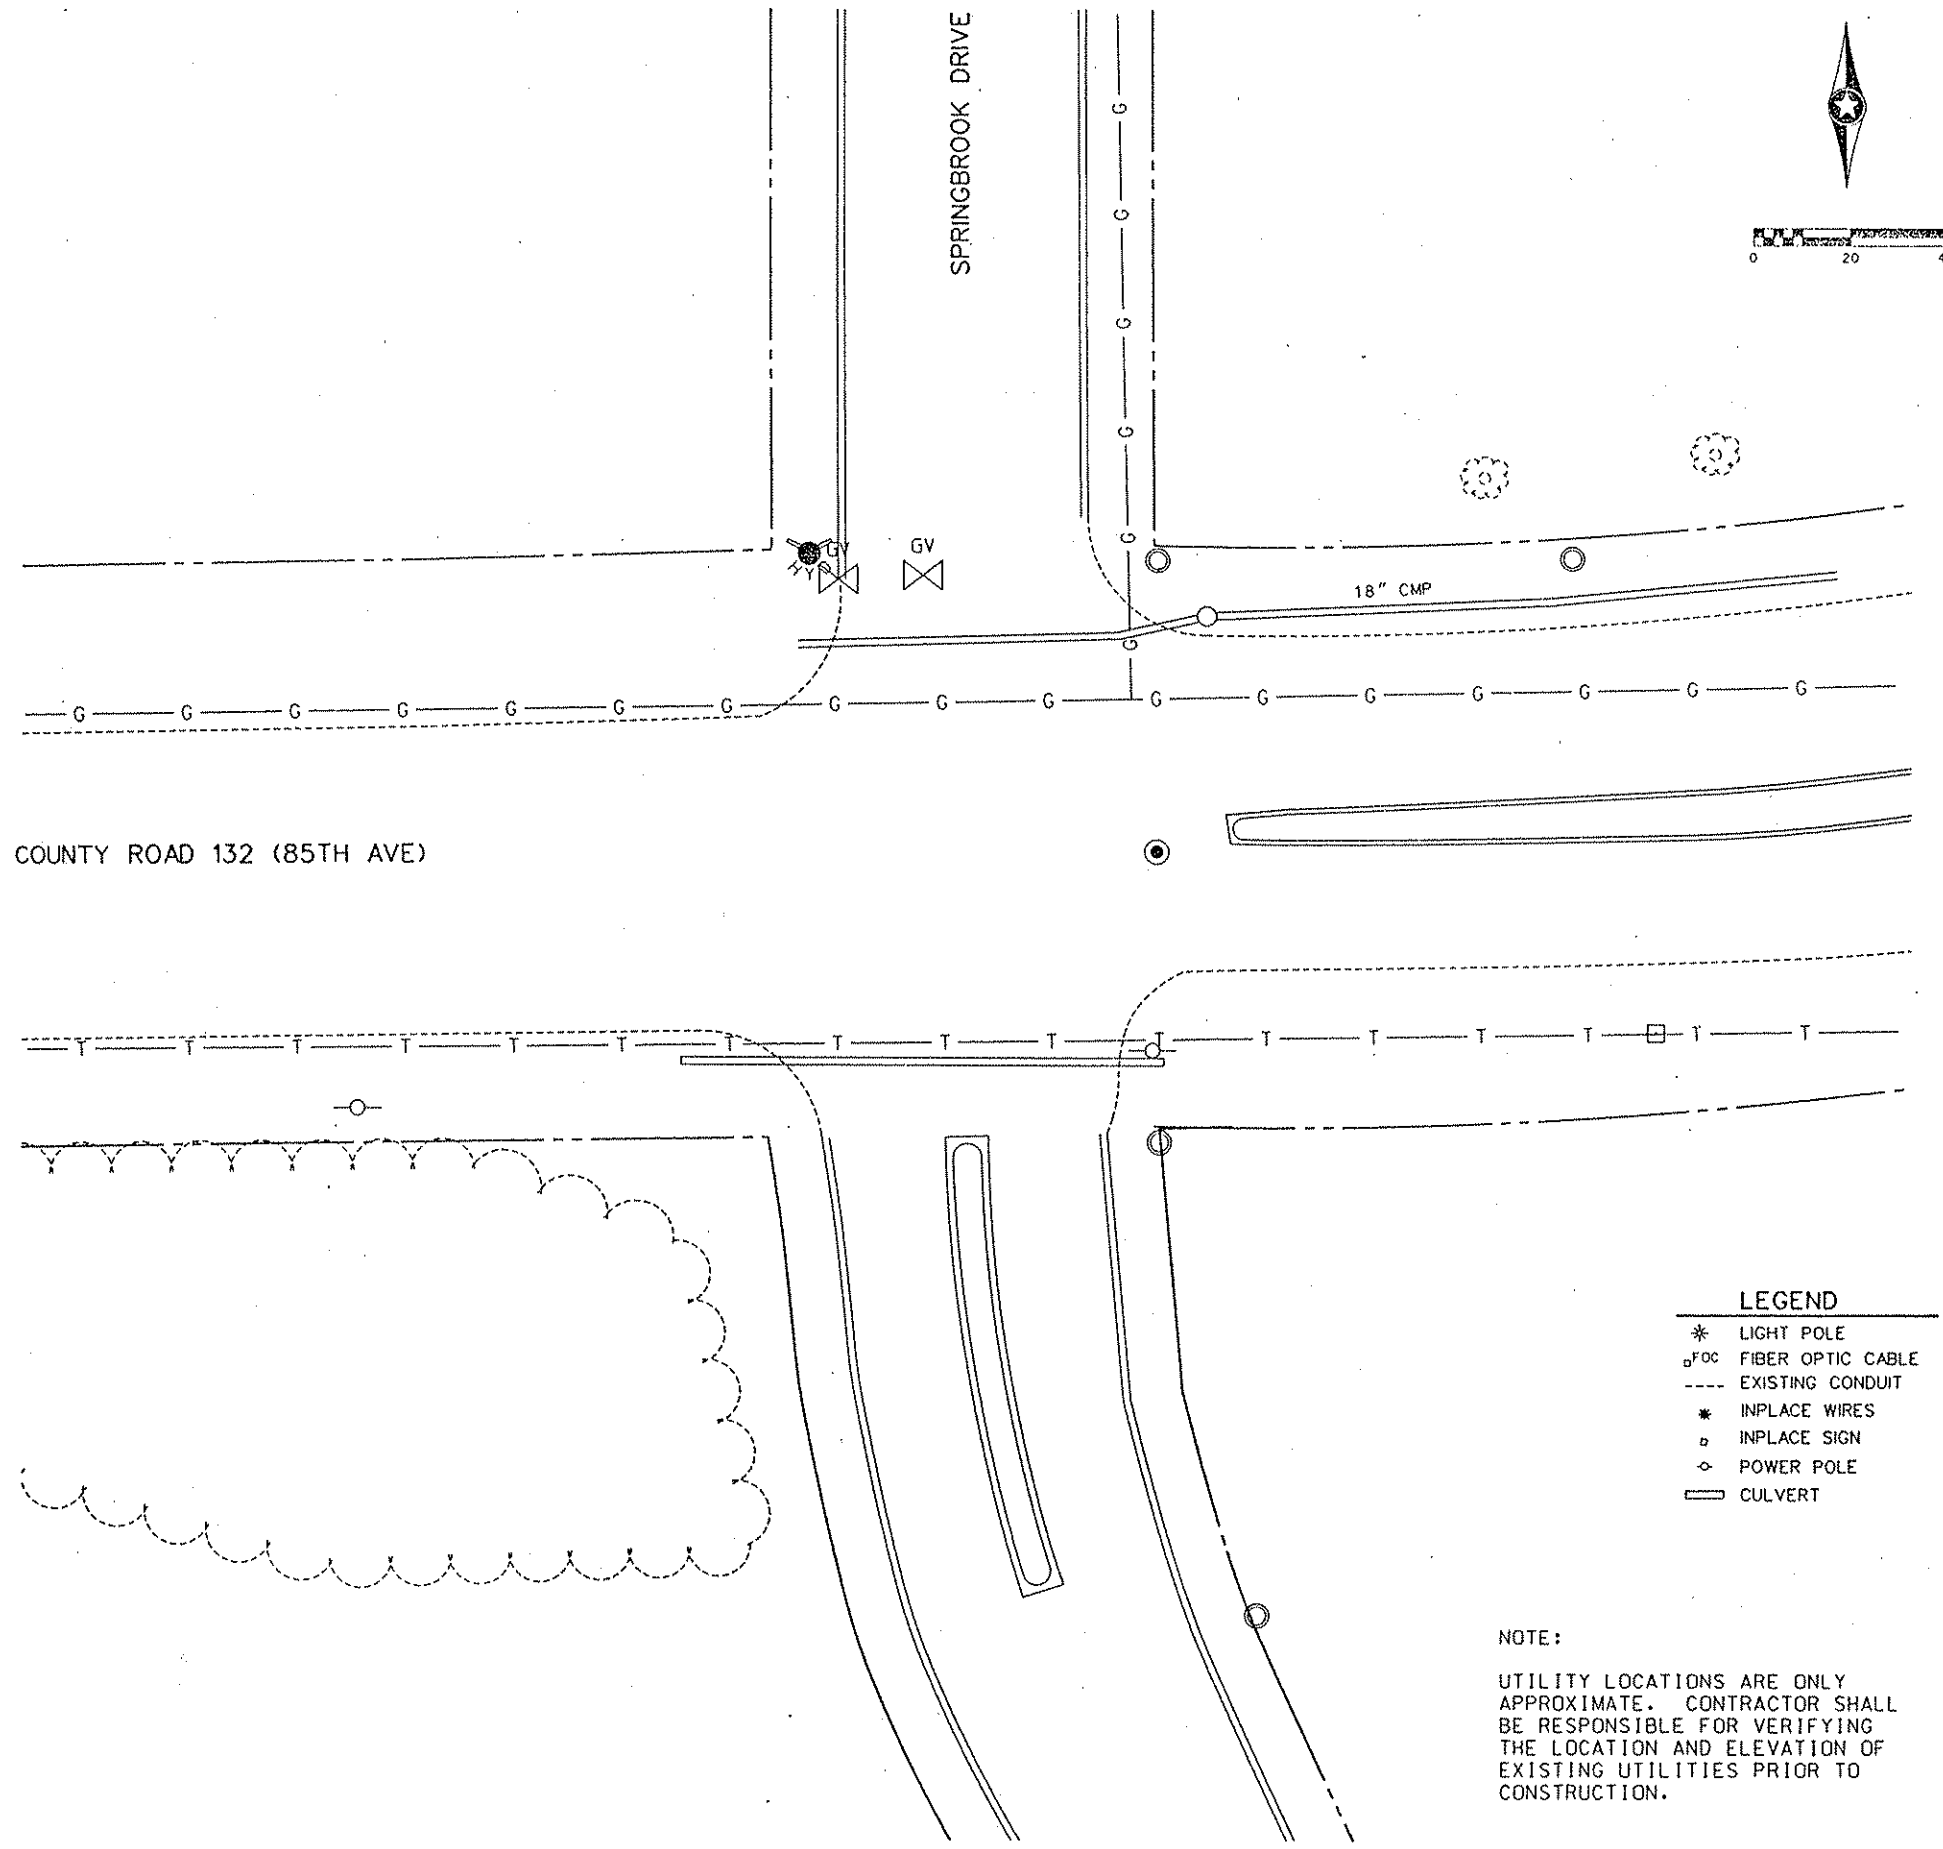 SPRINGBROOK DRIVE
0 20 4
G
G
G
G
G
G
GV GV
HYD
18" CMP
G G G G G G G G G G G G G G G G G
COUNTY ROAD 132 (85TH AVE)
T T T T T T T T T T T T T T T T T
LEGEND
LIGHT POLE
FOC FIBER OPTIC CABLE
EXISTING CONDUIT
INPLACE WIRES
INPLACE SIGN
POWER POLE
CULVERT
NOTE:
UTILITY LOCATIONS ARE ONLY
APPROXIMATE. CONTRACTOR SHALL
BE RESPONSIBLE FOR VERIFYING
THE LOCATION AND ELEVATION OF
EXISTING UTILITIES PRIOR TO
CONSTRUCTION.